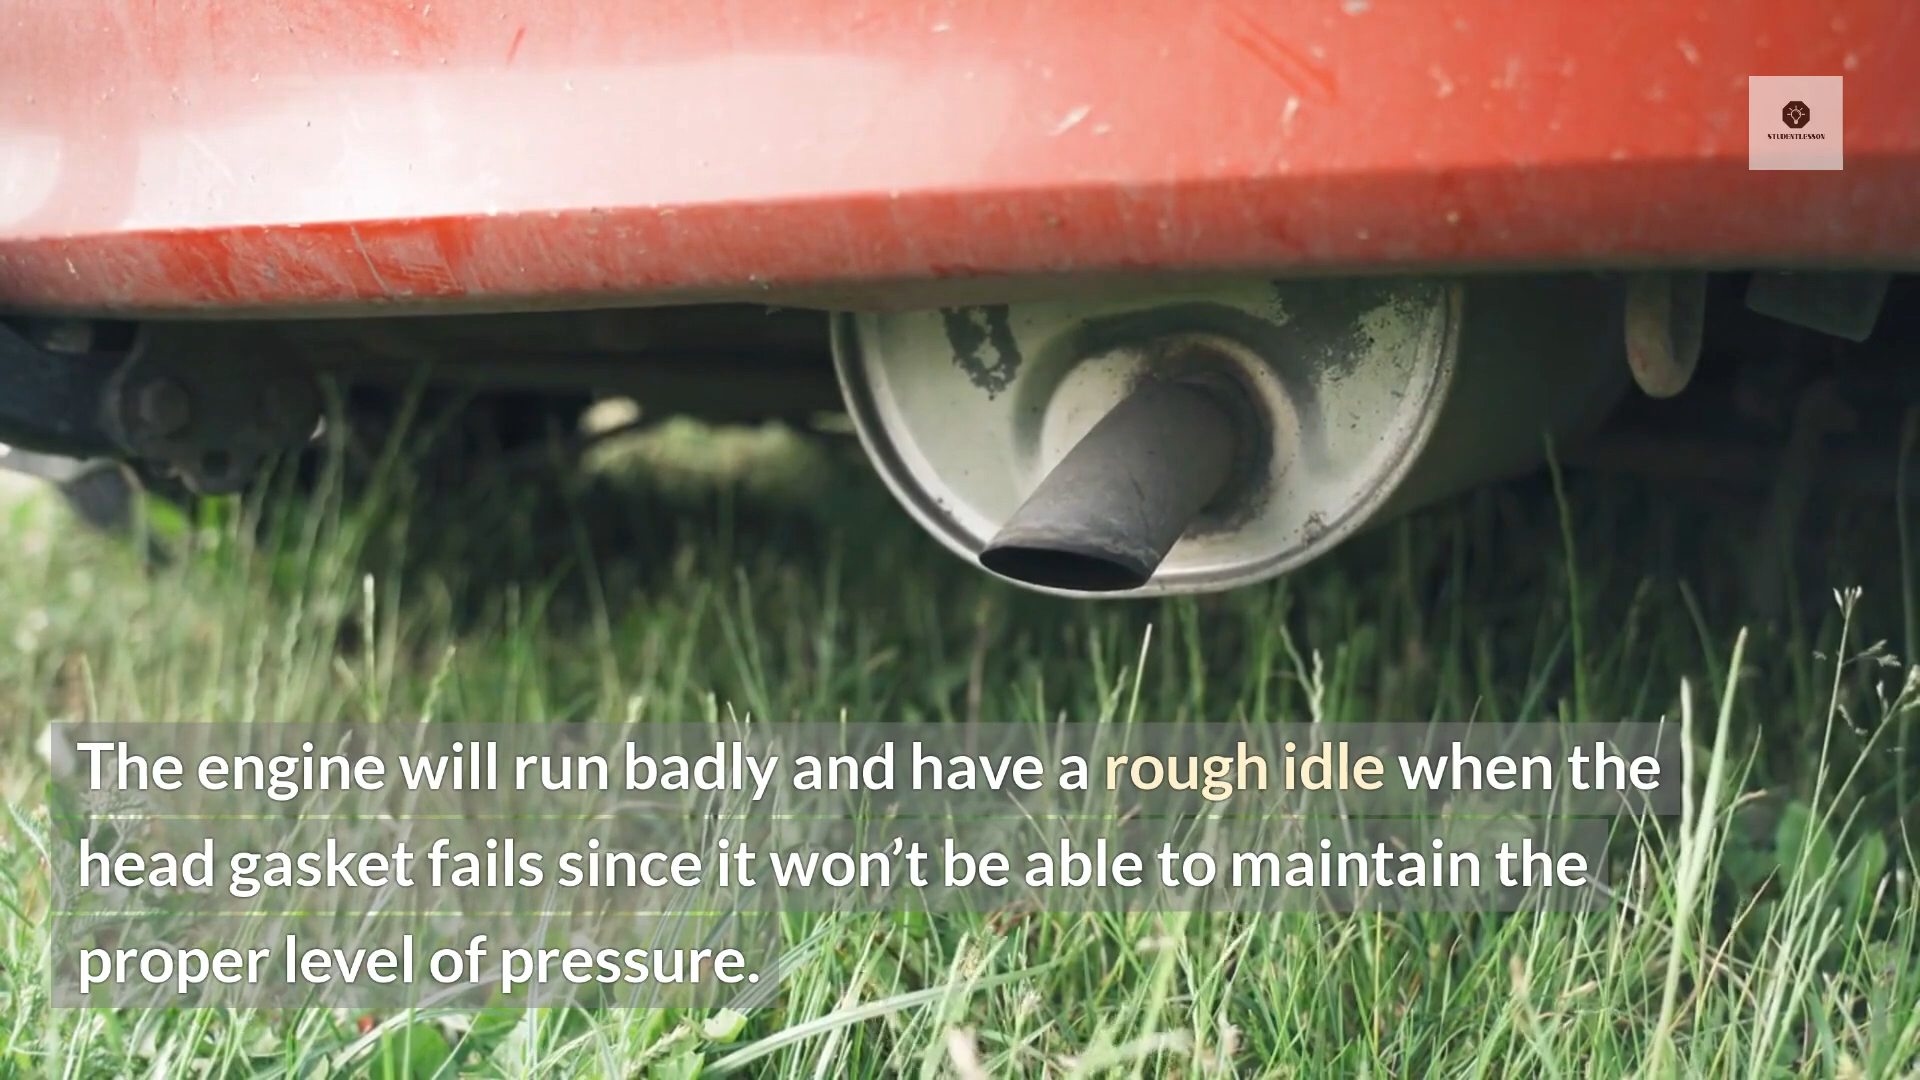 STUDENTLESSON
The engine will run badly and have a rough idle when the
head gasket fails since it won’t be able to maintain the
proper level of pressure.